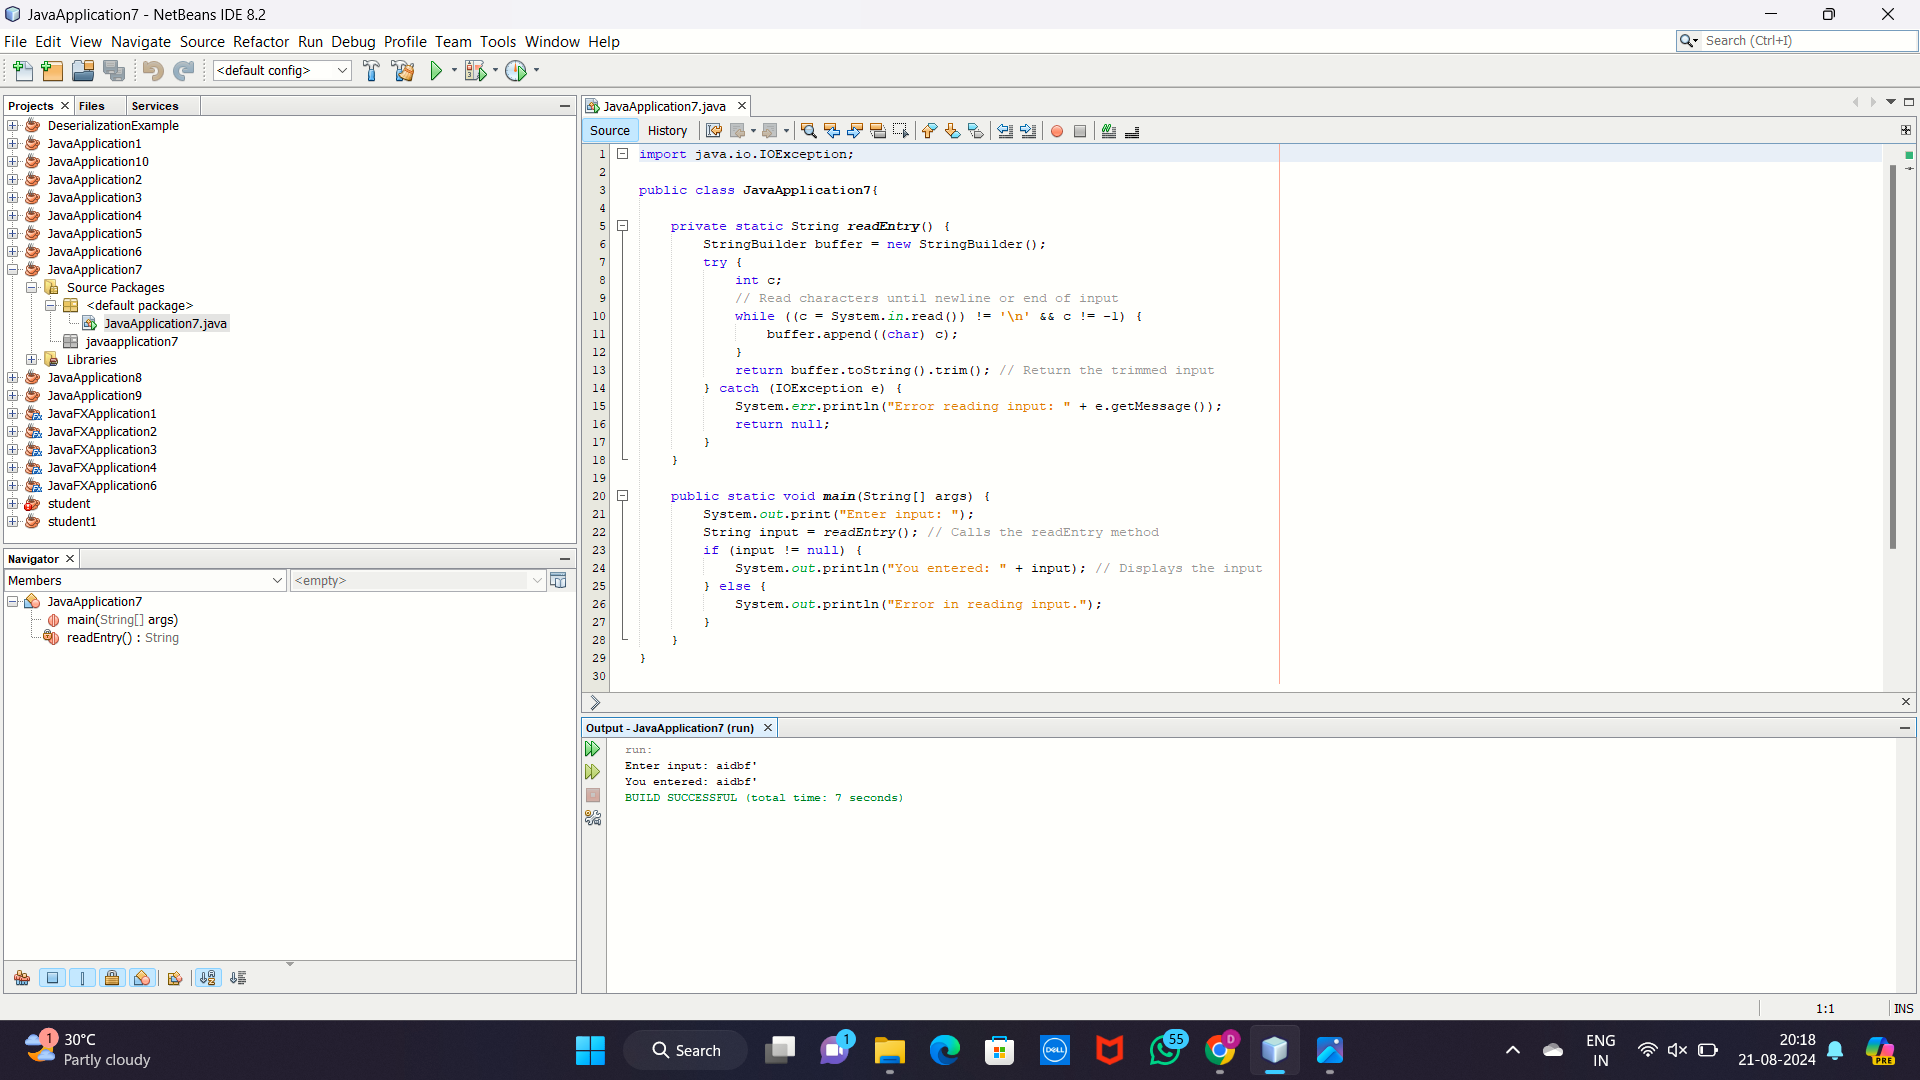 JavaApplication7 - NetBeans IDE 8.2
File Edit View Navigate Source Refactor Run Debug Profile Team Tools Window Help
Search (Ctrl+I)
<default config>
Projects Files Services
DeserializationExample
JavaApplication1
JavaApplication10
JavaApplication2
JavaApplication3
JavaApplication4
JavaApplication5
JavaApplication6
JavaApplication7
Source Packages
<default package>
JavaApplication7.java
javaapplication7
Libraries
JavaApplication8
JavaApplication9
JavaFXApplication1
JavaFXApplication2
JavaFXApplication3
JavaFXApplication4
JavaFXApplication6
student
student1
Navigator
Members <empty>
JavaApplication7
main(String[] args)
readEntry() : String
JavaApplication7.java
Source History
1 import java.io.IOException;
2
3 public class JavaApplication7{
4
5 private static String readEntry() {
6 StringBuilder buffer = new StringBuilder();
7 try {
8 int c;
9 // Read characters until newline or end of input
10 while ((c = System.in.read()) != '\n' && c != -1) {
11 buffer.append((char) c);
12 }
13 return buffer.toString().trim(); // Return the trimmed input
14 } catch (IOException e) {
15 System.err.println("Error reading input: " + e.getMessage());
16 return null;
17 }
18 }
19
20 public static void main(String[] args) {
21 System.out.print("Enter input: ");
22 String input = readEntry(); // Calls the readEntry method
23 if (input != null) {
24 System.out.println("You entered: " + input); // Displays the input
25 } else {
26 System.out.println("Error in reading input.");
27 }
28 }
29 }
30
Output - JavaApplication7 (run)
run:
Enter input: aidbf'
You entered: aidbf'
BUILD SUCCESSFUL (total time: 7 seconds)
1:1 INS
1
30°C
Partly cloudy
Search
1
DELL
55
D
ENG
IN
20:18
21-08-2024
PRE